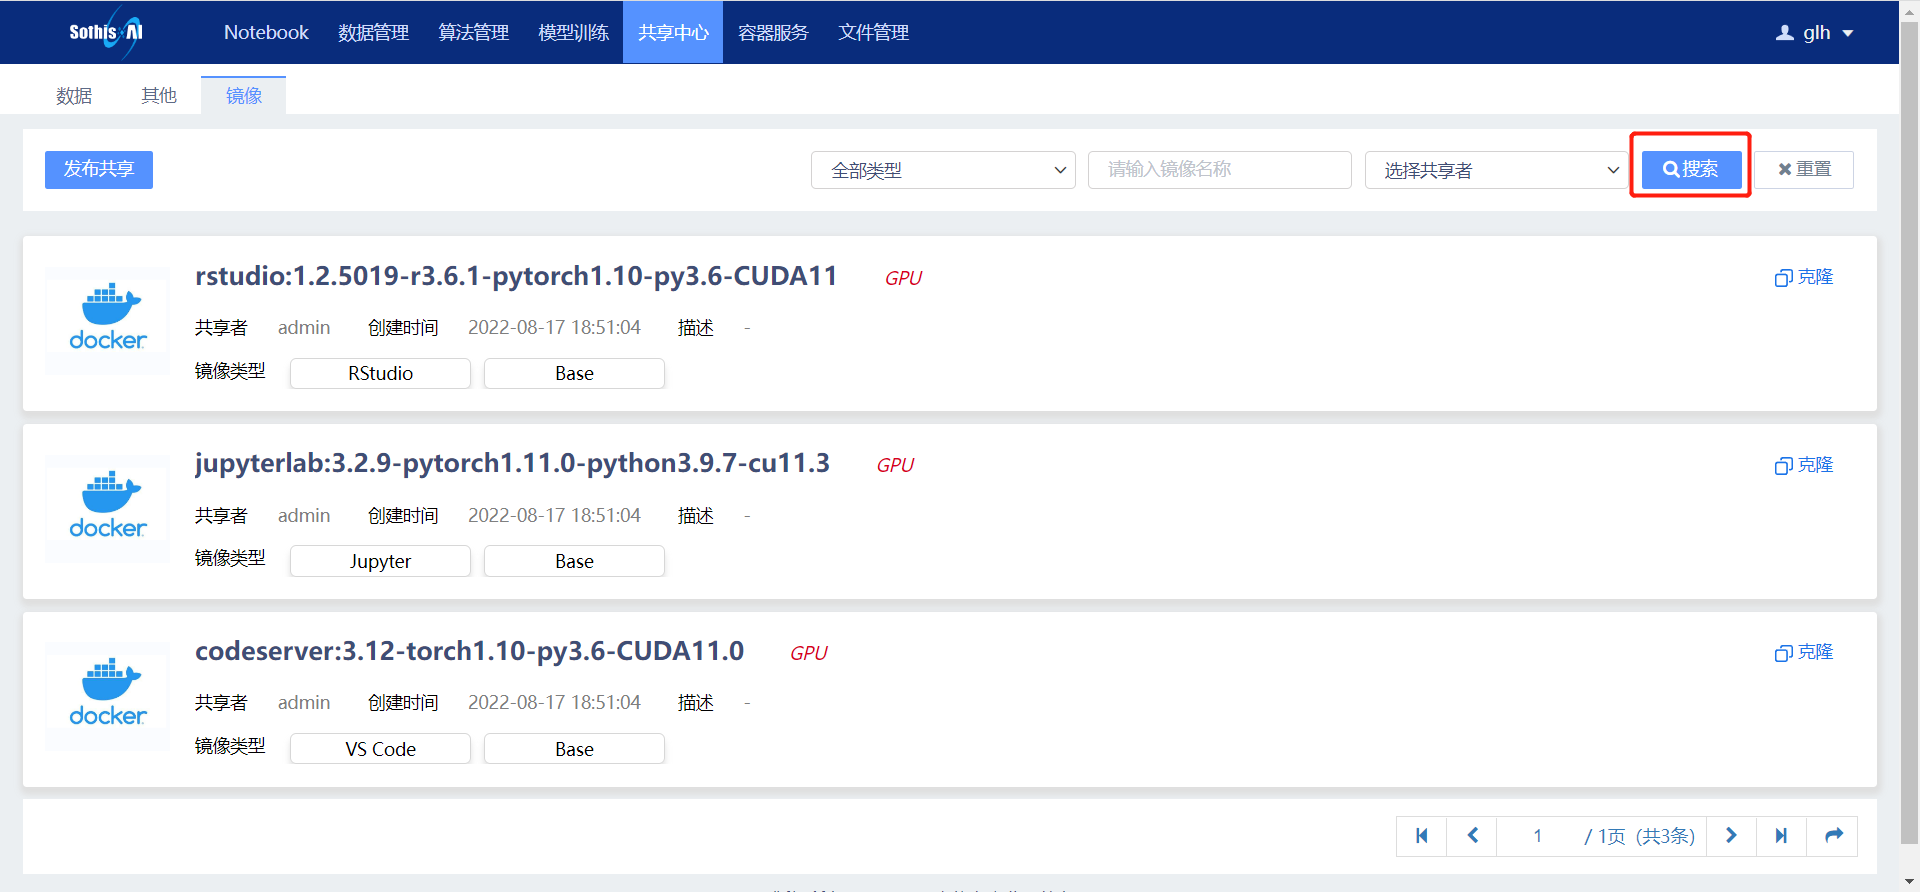 Sothis AI Notebook 数据管理 算法管理 模型训练 共享中心 容器服务 文件管理 glh
数据 其他 镜像
发布共享 全部类型 请输入镜像名称 选择共享者 搜索 重置
rstudio:1.2.5019-r3.6.1-pytorch1.10-py3.6-CUDA11 GPU 克隆
docker
共享者 admin 创建时间 2022-08-17 18:51:04 描述 -
镜像类型 RStudio Base
jupyterlab:3.2.9-pytorch1.11.0-python3.9.7-cu11.3 GPU 克隆
docker
共享者 admin 创建时间 2022-08-17 18:51:04 描述 -
镜像类型 Jupyter Base
codeserver:3.12-torch1.10-py3.6-CUDA11.0 GPU 克隆
docker
共享者 admin 创建时间 2022-08-17 18:51:04 描述 -
镜像类型 VS Code Base
1 / 1页 (共3条)